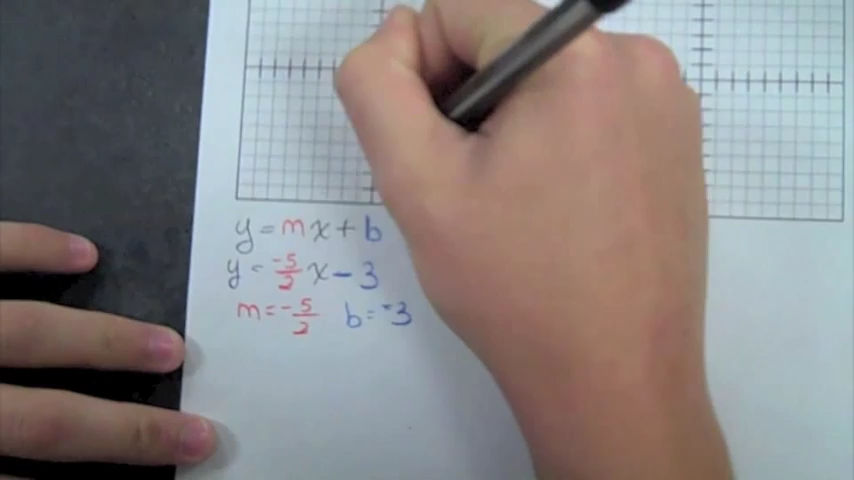 y = mx + b
y = -5/2 x - 3
m = -5/2 b = -3